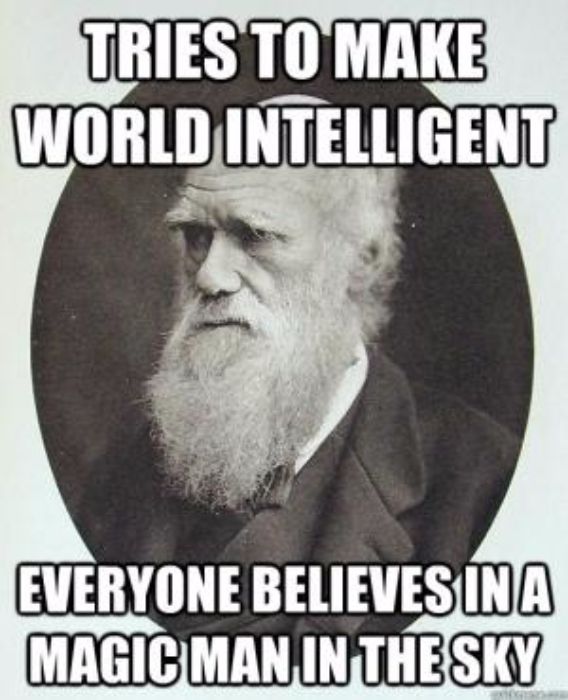 TRIES TO MAKE
WORLD INTELLIGENT
EVERYONE BELIEVES IN A
MAGIC MAN IN THE SKY